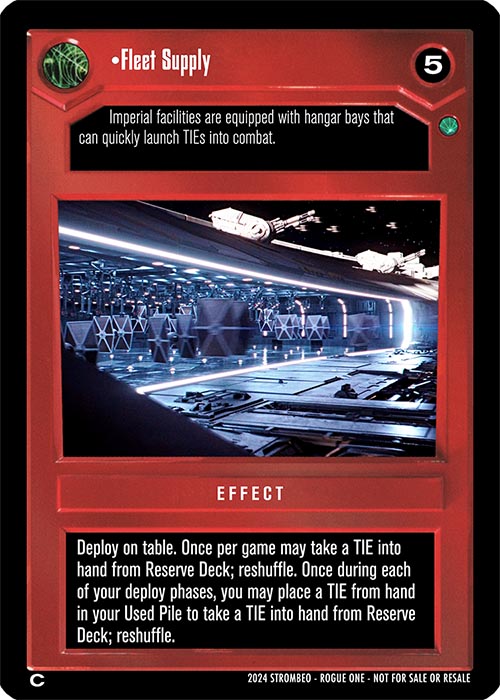 •Fleet Supply
5
Imperial facilities are equipped with hangar bays that
can quickly launch TIEs into combat.
EFFECT
Deploy on table. Once per game may take a TIE into
hand from Reserve Deck; reshuffle. Once during each
of your deploy phases, you may place a TIE from hand
in your Used Pile to take a TIE into hand from Reserve
Deck; reshuffle.
C
2024 STROMBEO - ROGUE ONE - NOT FOR SALE OR RESALE